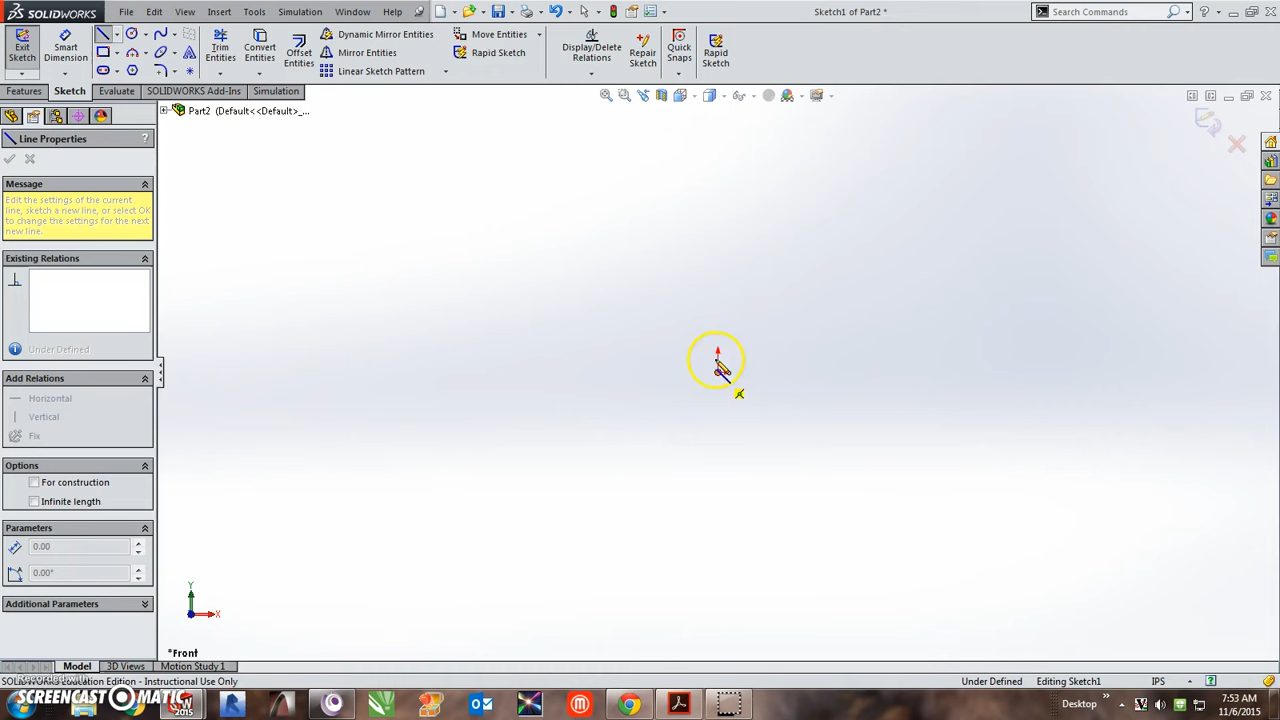 SOLIDWORKS File Edit View Insert Tools Simulation Window Help Sketch1 of Part2 * Search Commands
Exit Sketch Smart Dimension Trim Entities Convert Entities Offset Entities Dynamic Mirror Entities Mirror Entities Linear Sketch Pattern Move Entities Rapid Sketch Display/Delete Relations Repair Sketch Quick Snaps Rapid Sketch
Features Sketch Evaluate SOLIDWORKS Add-Ins Simulation
Part2 (Default<<Default>_...
Line Properties ?
Message
Edit the settings of the current
line, sketch a new line, or select OK
to change the settings for the next
new line.
Existing Relations
Under Defined
Add Relations
Horizontal
Vertical
Fix
Options
For construction
Infinite length
Parameters
0.00
0.00°
Additional Parameters
Y
X
*Front
Model 3D Views Motion Study 1
SOLIDWORKS Education Edition - Instructional Use Only Under Defined Editing Sketch1 IPS
Recorded with
SCREENCAST MATIC
2015
Desktop
7:53 AM
11/6/2015